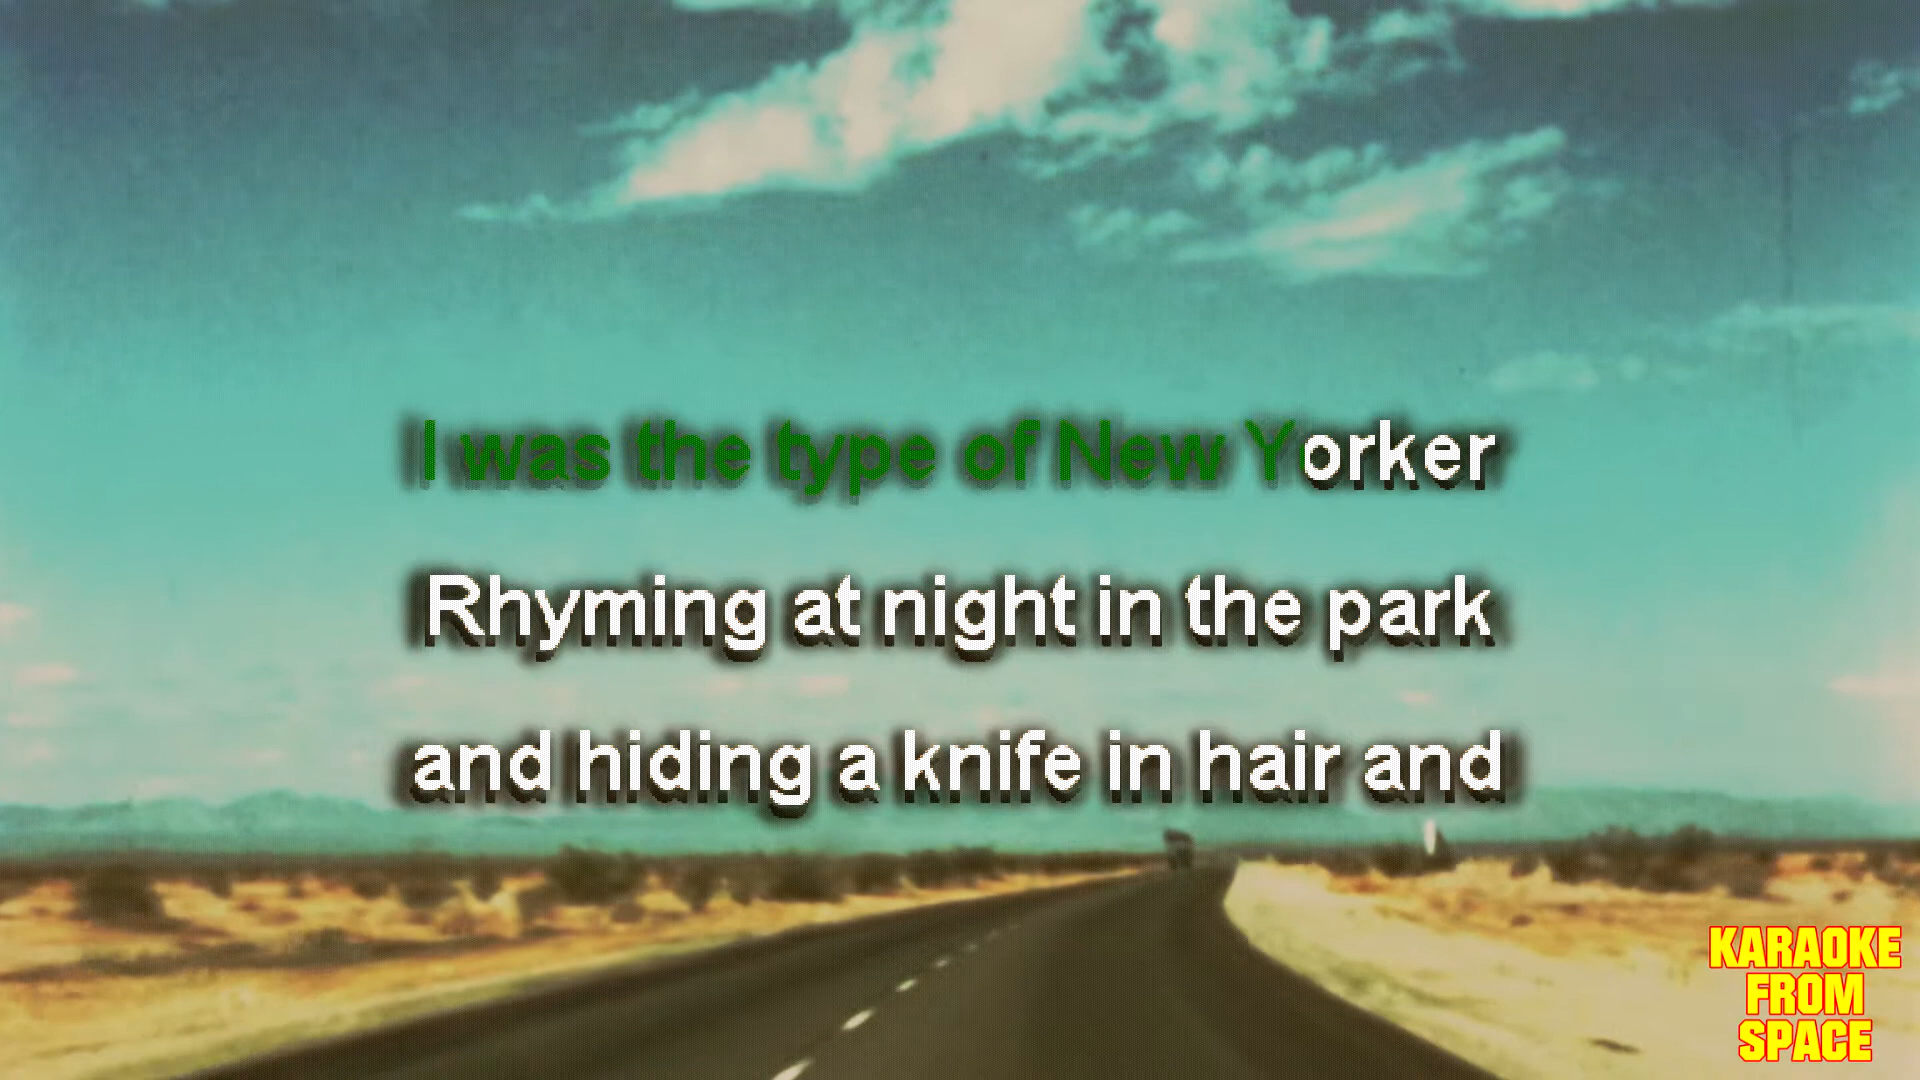 I was the type of New Yorker
Rhyming at night in the park
and hiding a knife in hair and
KARAOKE
FROM
SPACE